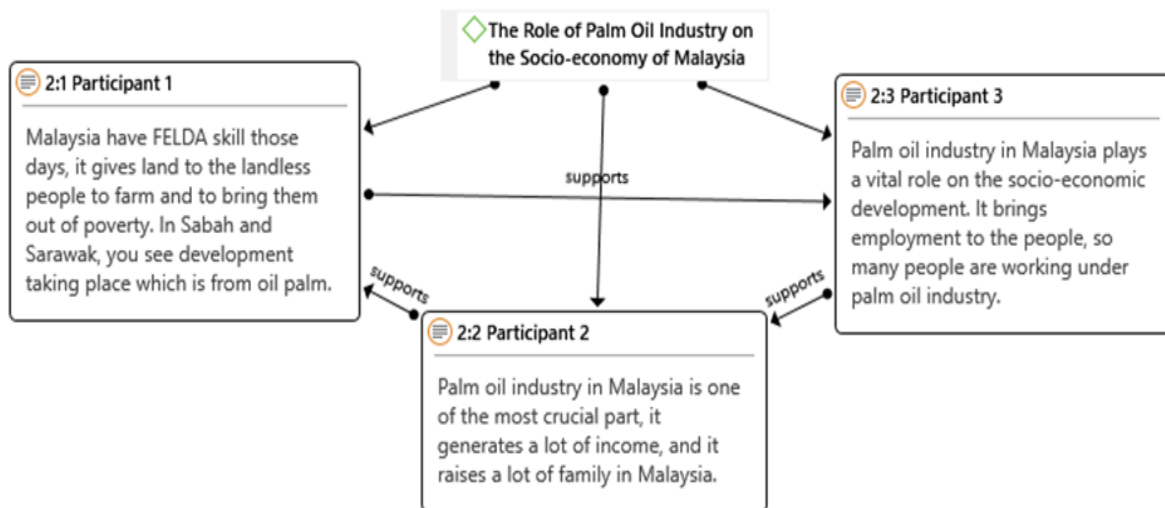 The Role of Palm Oil Industry on
the Socio-economy of Malaysia
2:1 Participant 1
Malaysia have FELDA skill those
days, it gives land to the landless
people to farm and to bring them
out of poverty. In Sabah and
Sarawak, you see development
taking place which is from oil palm.
2:3 Participant 3
Palm oil industry in Malaysia plays
a vital role on the socio-economic
development. It brings
employment to the people, so
many people are working under
palm oil industry.
supports
supports
supports
2:2 Participant 2
Palm oil industry in Malaysia is one
of the most crucial part, it
generates a lot of income, and it
raises a lot of family in Malaysia.